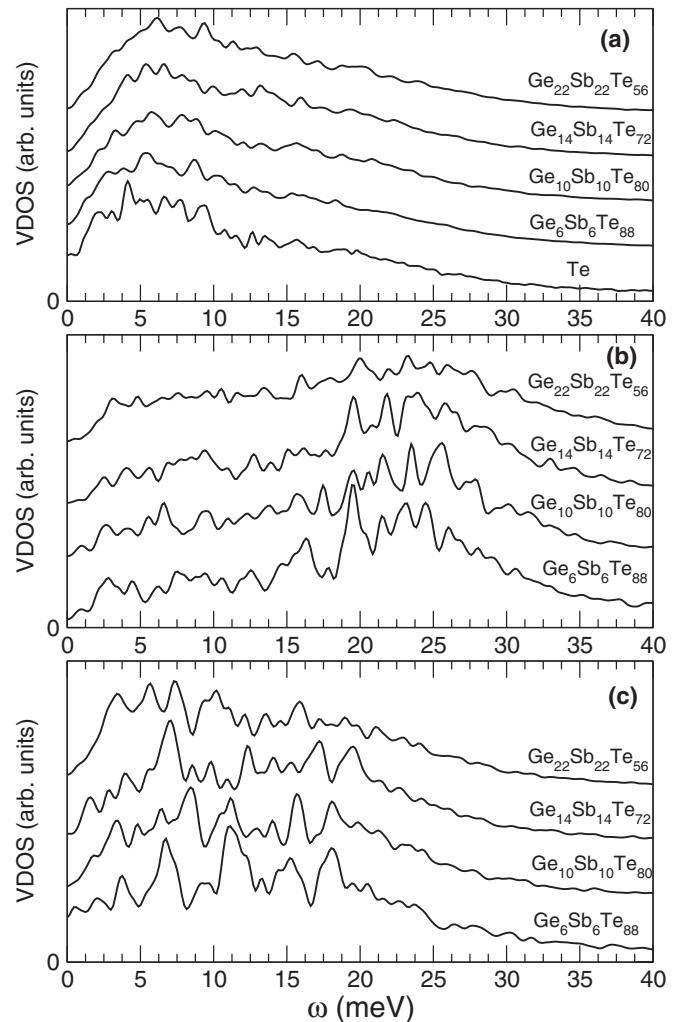 (a)
Ge₂₂Sb₂₂Te₅₆
Ge₁₄Sb₁₄Te₇₂
Ge₁₀Sb₁₀Te₈₀
Ge₆Sb₆Te₈₈
Te
VDOS (arb. units)
0
0 5 10 15 20 25 30 35 40
(b)
Ge₂₂Sb₂₂Te₅₆
Ge₁₄Sb₁₄Te₇₂
Ge₁₀Sb₁₀Te₈₀
Ge₆Sb₆Te₈₈
VDOS (arb. units)
0
0 5 10 15 20 25 30 35 40
(c)
Ge₂₂Sb₂₂Te₅₆
Ge₁₄Sb₁₄Te₇₂
Ge₁₀Sb₁₀Te₈₀
Ge₆Sb₆Te₈₈
VDOS (arb. units)
0
0 5 10 15 20 25 30 35 40
ω (meV)